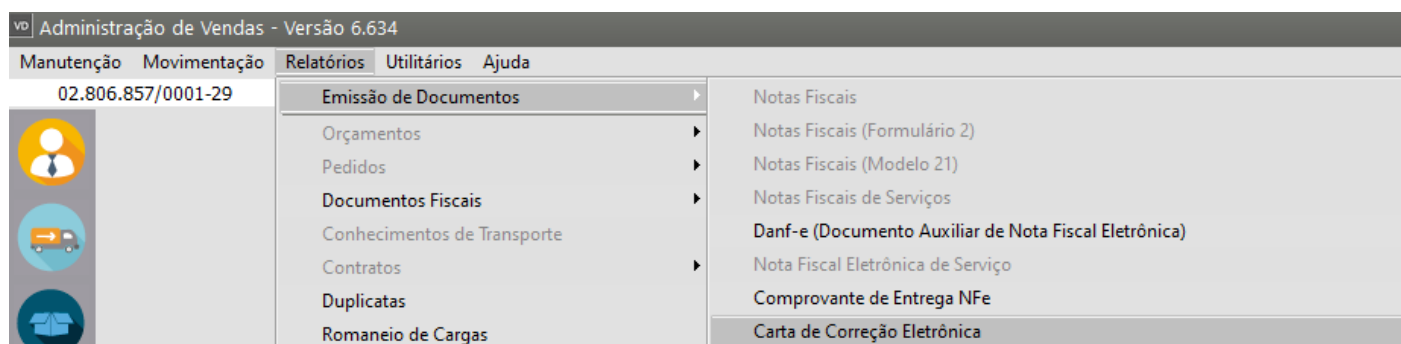 VD Administração de Vendas - Versão 6.634
Manutenção Movimentação Relatórios Utilitários Ajuda
02.806.857/0001-29
Emissão de Documentos
Orçamentos
Pedidos
Documentos Fiscais
Conhecimentos de Transporte
Contratos
Duplicatas
Romaneio de Cargas
Notas Fiscais
Notas Fiscais (Formulário 2)
Notas Fiscais (Modelo 21)
Notas Fiscais de Serviços
Danf-e (Documento Auxiliar de Nota Fiscal Eletrônica)
Nota Fiscal Eletrônica de Serviço
Comprovante de Entrega NFe
Carta de Correção Eletrônica